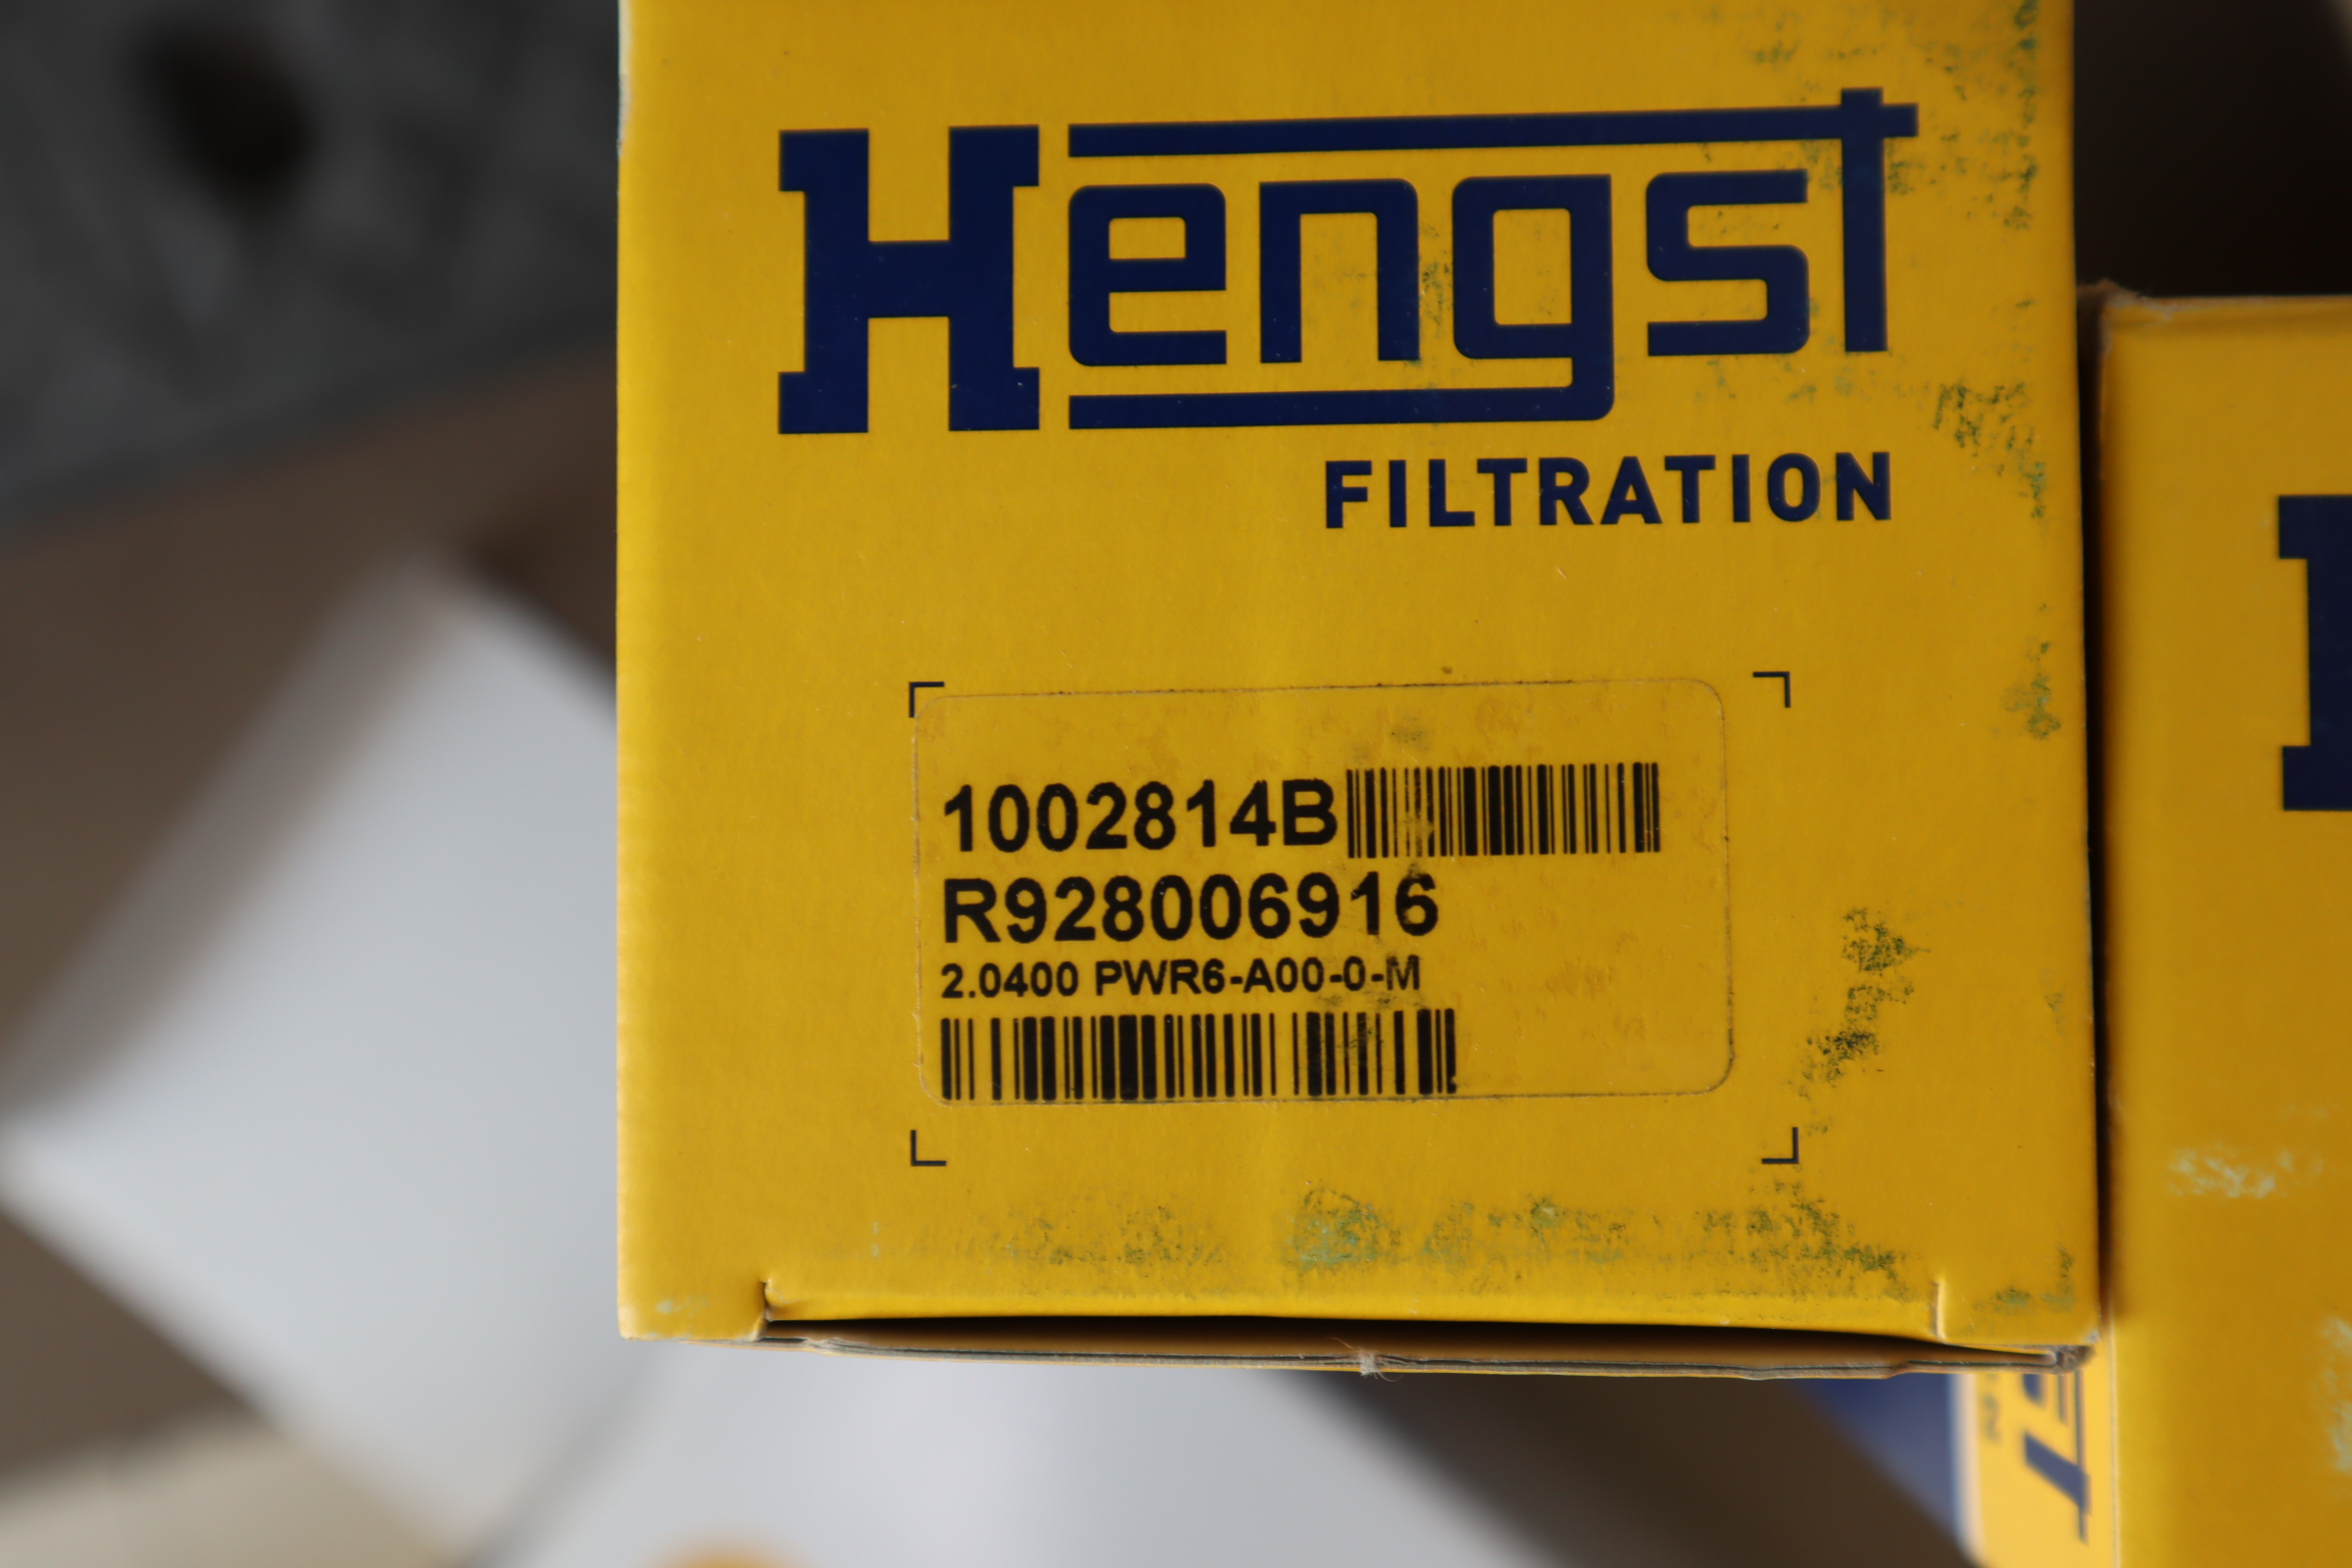 Hengst
FILTRATION
1002814B
R928006916
2.0400 PWR6-A00-0-M